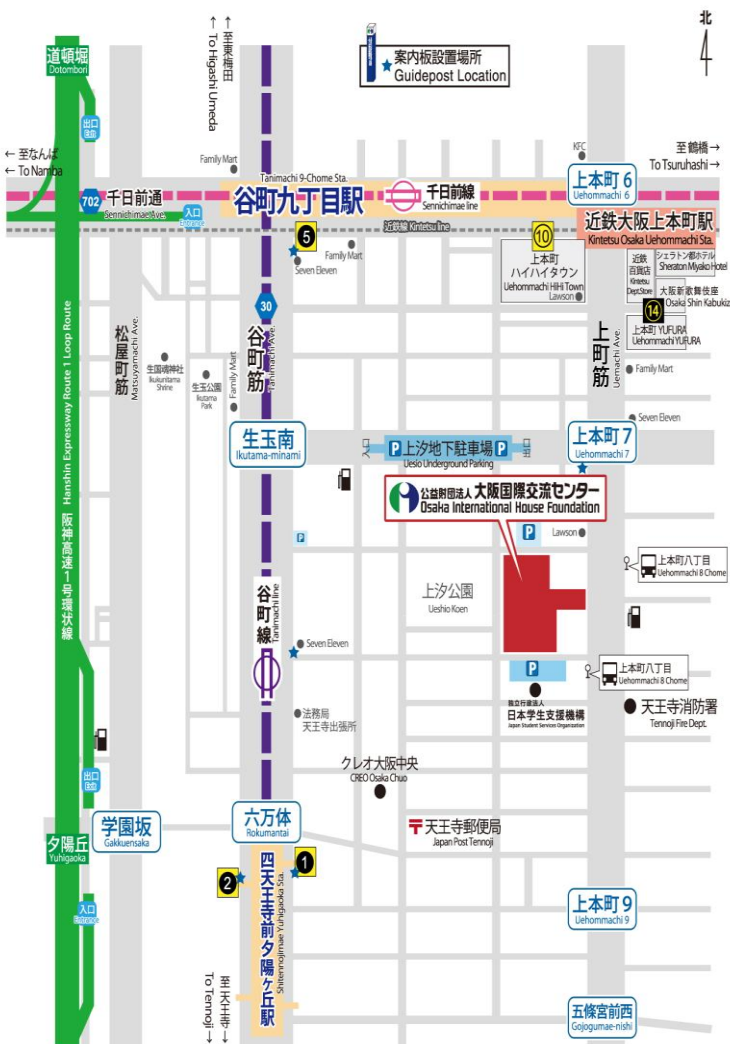 北
案内板設置場所
Guidepost Location
← 至東梅田
← To Higashi Umeda
道頓堀
Dotombori
出口
Exit
← 至なんば
← To Namba
Family Mart
Tanimachi 9-Chome Sta.
谷町九丁目駅
千日前線
Sennichimae line
KFC
上本町 6
Uehommachi 6
至鶴橋 →
To Tsuruhashi →
702
千日前通
Sennichimae Ave.
入口
Entrance
近鉄線 Kintetsu line
近鉄大阪上本町駅
Kintetsu Osaka Uehommachi Sta.
5
Seven Eleven
Family Mart
10
上本町
ハイハイタウン
Uehommachi HiHi Town
Lawson
近鉄
百貨店
Kintetsu
Dept.Store
シェラトン都ホテル
Sheraton Miyako Hotel
大阪新歌舞伎座
Osaka Shin Kabukiz
14
上本町 YUFURA
Uehommachi YUFURA
30
松屋町筋
Matsuyamachi Ave.
谷町筋
Tanimachi Ave.
上町筋
Uemachi Ave.
生国魂神社
Ikukunitama
Shrine
生玉公園
Ikutama
Park
Family Mart
Family Mart
Seven Eleven
Hanshin Expressway Route 1 Loop Route
阪神高速1号環状線
生玉南
Ikutama-minami
入口
P 上汐地下駐車場 P
Uesio Underground Parking
出口
上本町 7
Uehommachi 7
公益財団法人 大阪国際交流センター
Osaka International House Foundation
P
P
Lawson
上本町八丁目
Uehommachi 8 Chome
上汐公園
Ueshio Koen
谷町線
Tanimachi line
Seven Eleven
P
上本町八丁目
Uehommachi 8 Chome
独立行政法人
日本学生支援機構
Japan Student Services Organization
天王寺消防署
Tennoji Fire Dept.
法務局
天王寺出張所
クレオ大阪中央
CREO Osaka Chuo
出口
Exit
学園坂
Gakkuensaka
六万体
Rokumantai
天王寺郵便局
Japan Post Tennoji
夕陽丘
Yuhigaoka
1
2
四天王寺前夕陽ヶ丘駅
Shitennojimae Yuhigaoka Sta.
入口
Entrance
上本町 9
Uehommachi 9
至天王寺 →
To Tennoji →
五條宮前西
Gojogumae-nishi